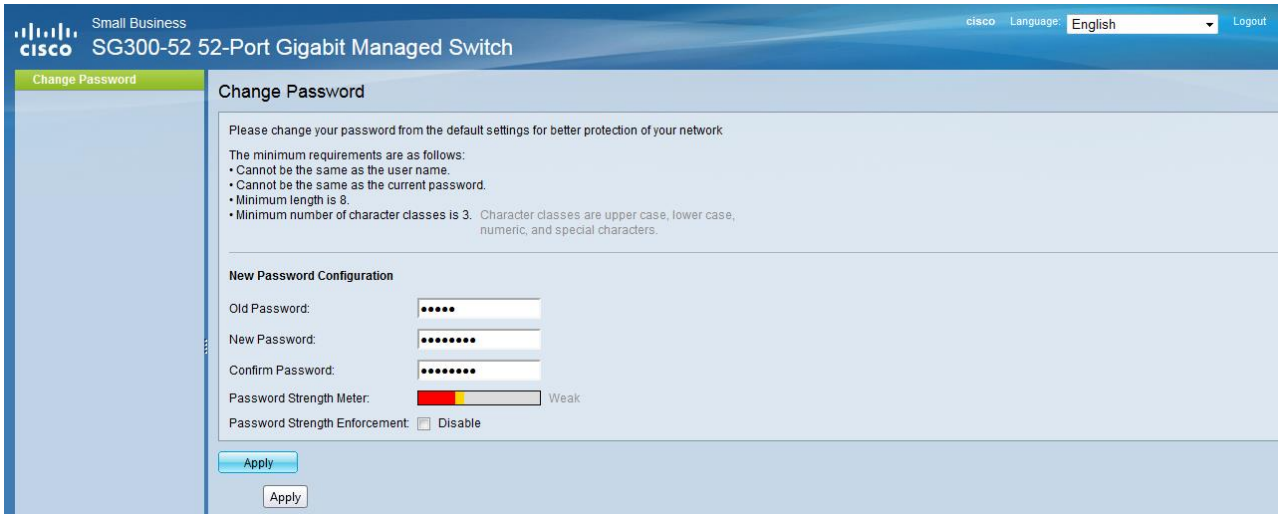 Small Business
cisco Language: English Logout
CISCO SG300-52 52-Port Gigabit Managed Switch
Change Password
Change Password
Please change your password from the default settings for better protection of your network
The minimum requirements are as follows:
• Cannot be the same as the user name.
• Cannot be the same as the current password.
• Minimum length is 8.
• Minimum number of character classes is 3. Character classes are upper case, lower case,
numeric, and special characters.
New Password Configuration
Old Password: •••••
New Password: ••••••••
Confirm Password: ••••••••
Password Strength Meter: Weak
Password Strength Enforcement: Disable
Apply
Apply